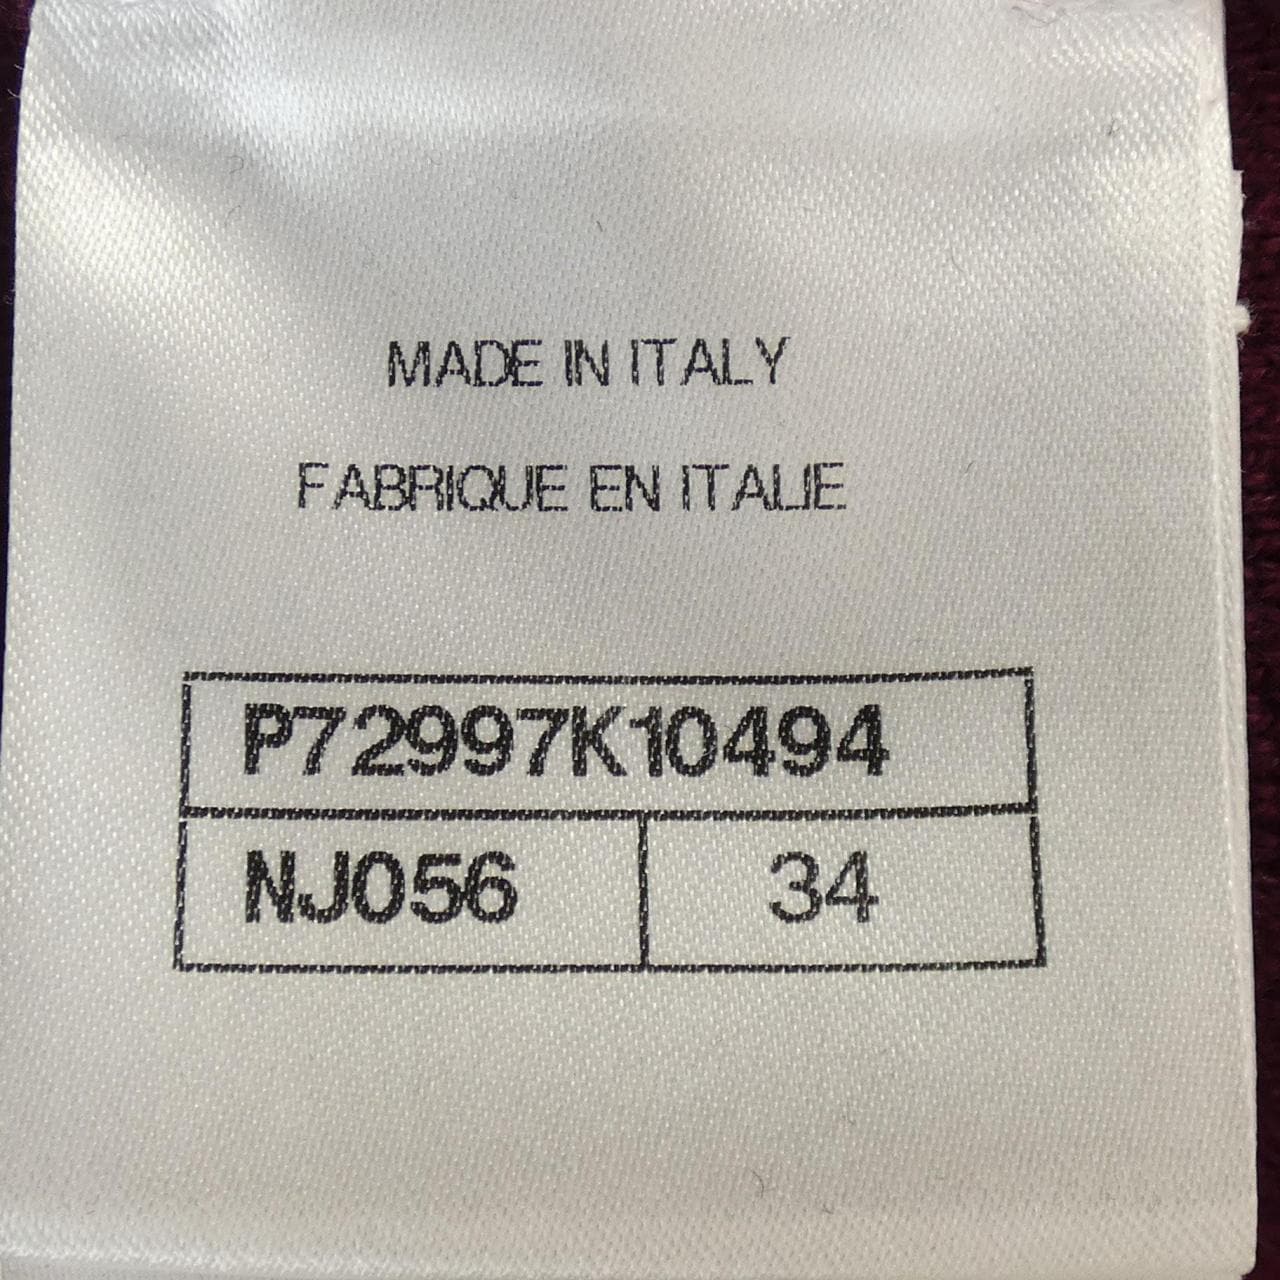 MADE IN ITALY
FABRIQUE EN ITALIE
P72997K10494
NJ056 34